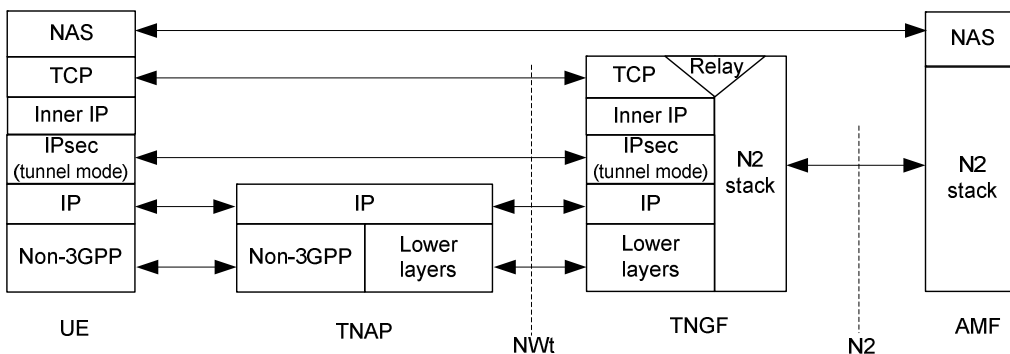 NAS
TCP
Inner IP
IPsec
(tunnel mode)
IP
Non-3GPP
UE
IP
Non-3GPP
Lower
layers
TNAP
NWt
TCP
Relay
Inner IP
IPsec
(tunnel mode)
IP
Lower
layers
N2
stack
TNGF
N2
NAS
N2
stack
AMF